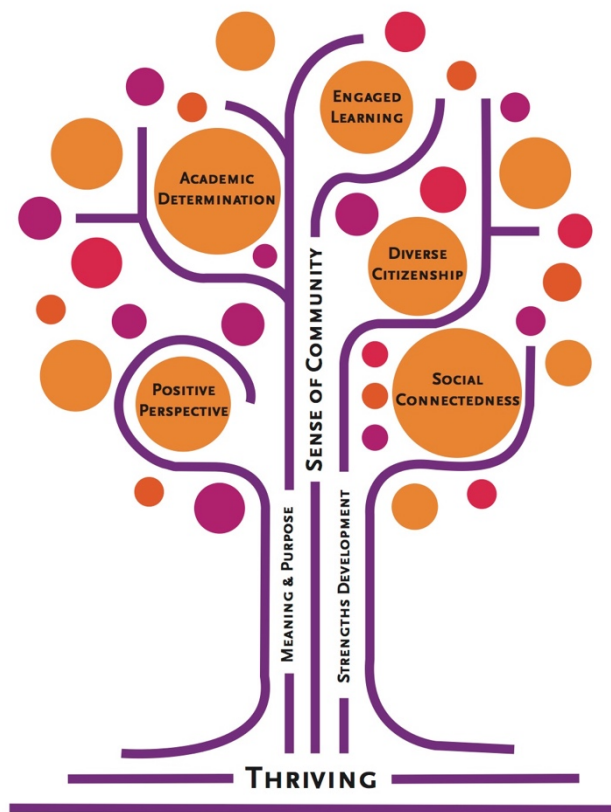 Engaged
Learning
Academic
Determination
Diverse
Citizenship
Positive
Perspective
Social
Connectedness
Sense of Community
Meaning & Purpose
Strengths Development
Thriving